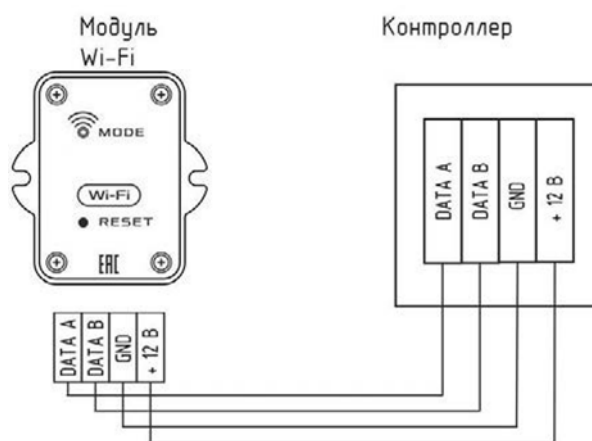 Модуль
Wi-Fi
Контроллер
MODE
Wi-Fi
RESET
EAC
DATA A
DATA B
GND
+ 12 В
DATA A
DATA B
GND
+ 12 В